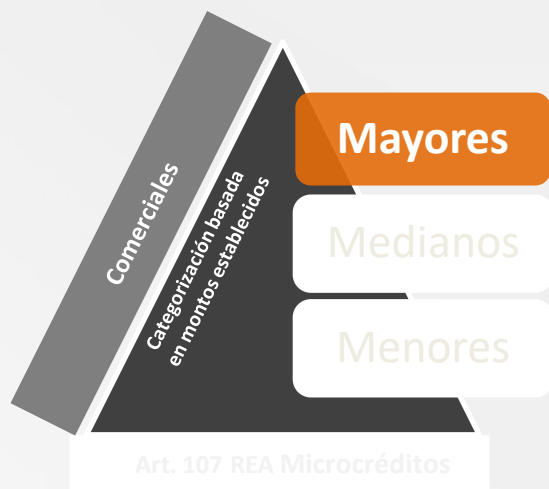 Comerciales
Categorización basada
en montos establecidos
Mayores
Medianos
Menores
Art. 107 REA Microcréditos